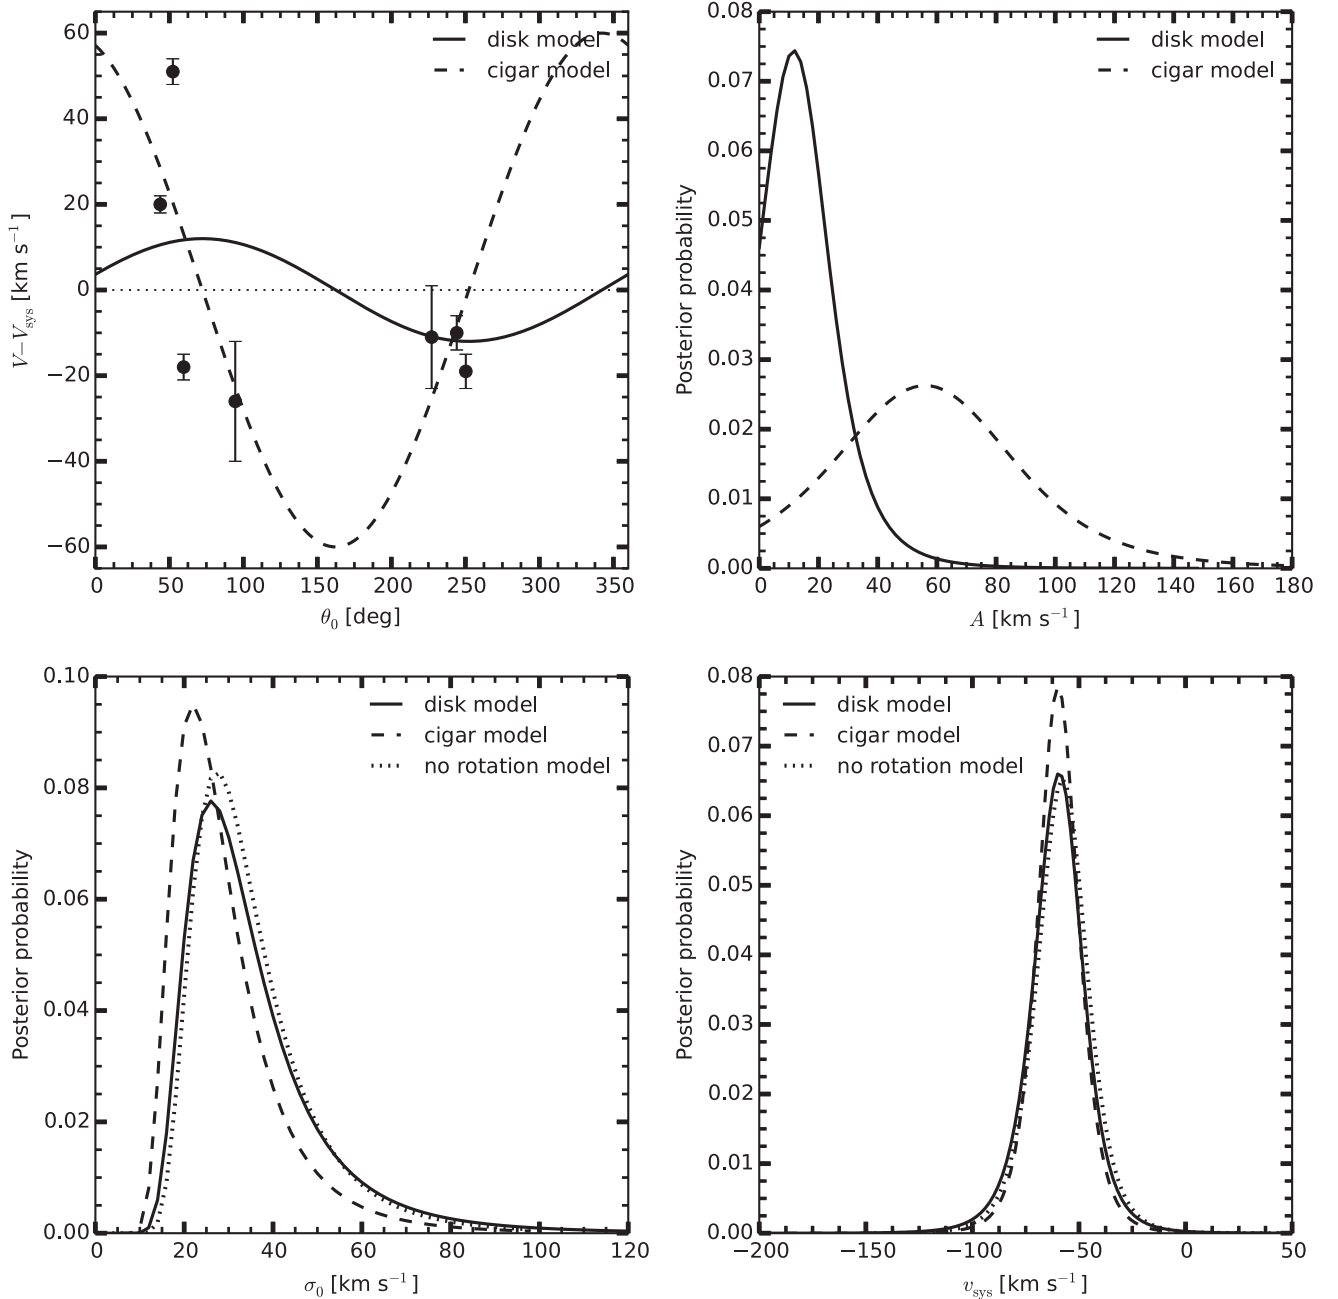 60
40
20
0
−20
−40
−60
0 50 100 150 200 250 300 350
V−V_sys [km s⁻¹]
θ₀ [deg]
disk model
cigar model
0.08
0.07
0.06
0.05
0.04
0.03
0.02
0.01
0.00
0 20 40 60 80 100 120 140 160 180
Posterior probability
A [km s⁻¹]
disk model
cigar model
0.10
0.08
0.06
0.04
0.02
0.00
0 20 40 60 80 100 120
Posterior probability
σ₀ [km s⁻¹]
disk model
cigar model
no rotation model
0.08
0.07
0.06
0.05
0.04
0.03
0.02
0.01
0.00
−200 −150 −100 −50 0 50
Posterior probability
v_sys [km s⁻¹]
disk model
cigar model
no rotation model